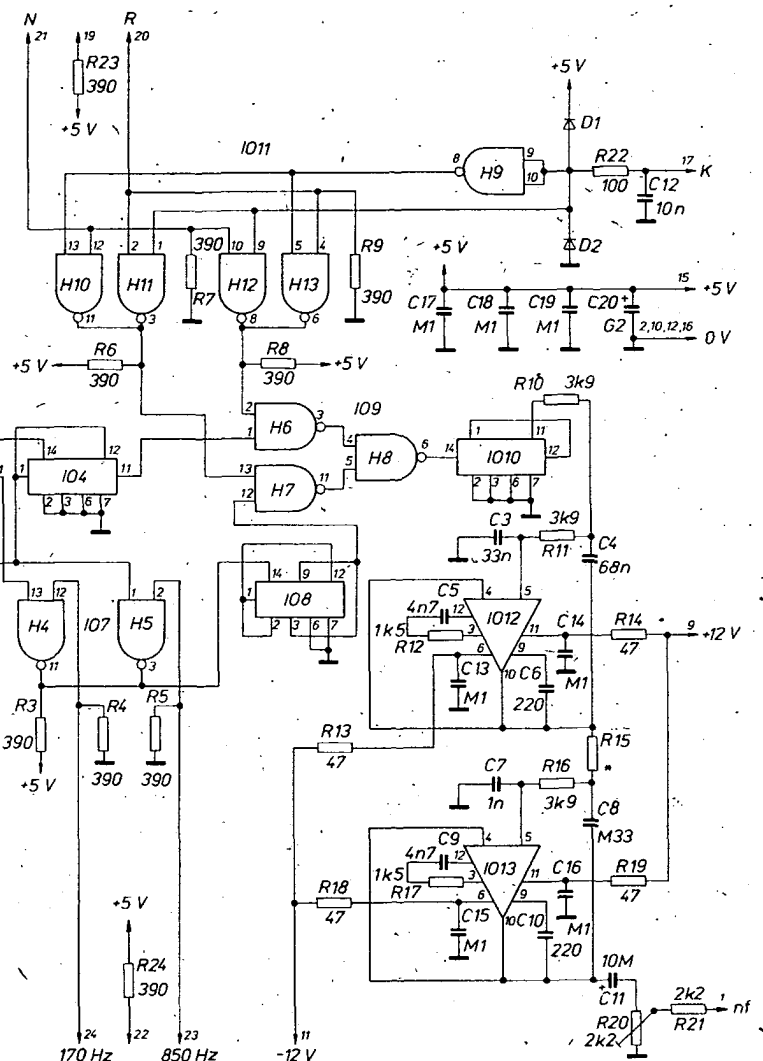 N R
21 19 20
R23
390
+5 V
IO11
+5 V
D1
8 H9 9
10
R22
100
17 K
C12
10n
D2
13 12 2 1 390 10 9 5 4 R9
H10 H11 R7 H12 H13 390
11 3 8 6
+5 V
15 +5 V
C17 C18 C19 C20 +
M1 M1 M1 G2
2,10,12,16
0 V
+5 V R6
390
R8 +5 V
390
2 H6 3
1
IO9
4 H8 6
5
13 H7 11
12
R10 3k9
1 11
14 IO10 12
2 3 6 7
14 12
1 IO4 11
2 3 6 7
C3
33n
3k9
R11
C4
68n
14 9 12
1 IO8
2 3 6 7
13 12 1 2
H4 IO7 H5
11 3
4 5
C5
4n7 12 IO12
1k5 3 11
R12 6 9
10
C13
M1
C6
220
C14
M1
R14
47
9 +12 V
R3
390
+5 V
R4
390
R5
390
R13
47
R15
*
C7
1n
R16
3k9
C8
M33
4 5
C9
4n7 12 IO13
1k5 3 11
R17 6 9
10
C15
M1
C10
220
C16
M1
R19
47
R18
47
+5 V
R24
390
10M
+
C11
R20
2k2
2k2
R21
1 nf
24 22 23 11
170 Hz 850 Hz -12 V